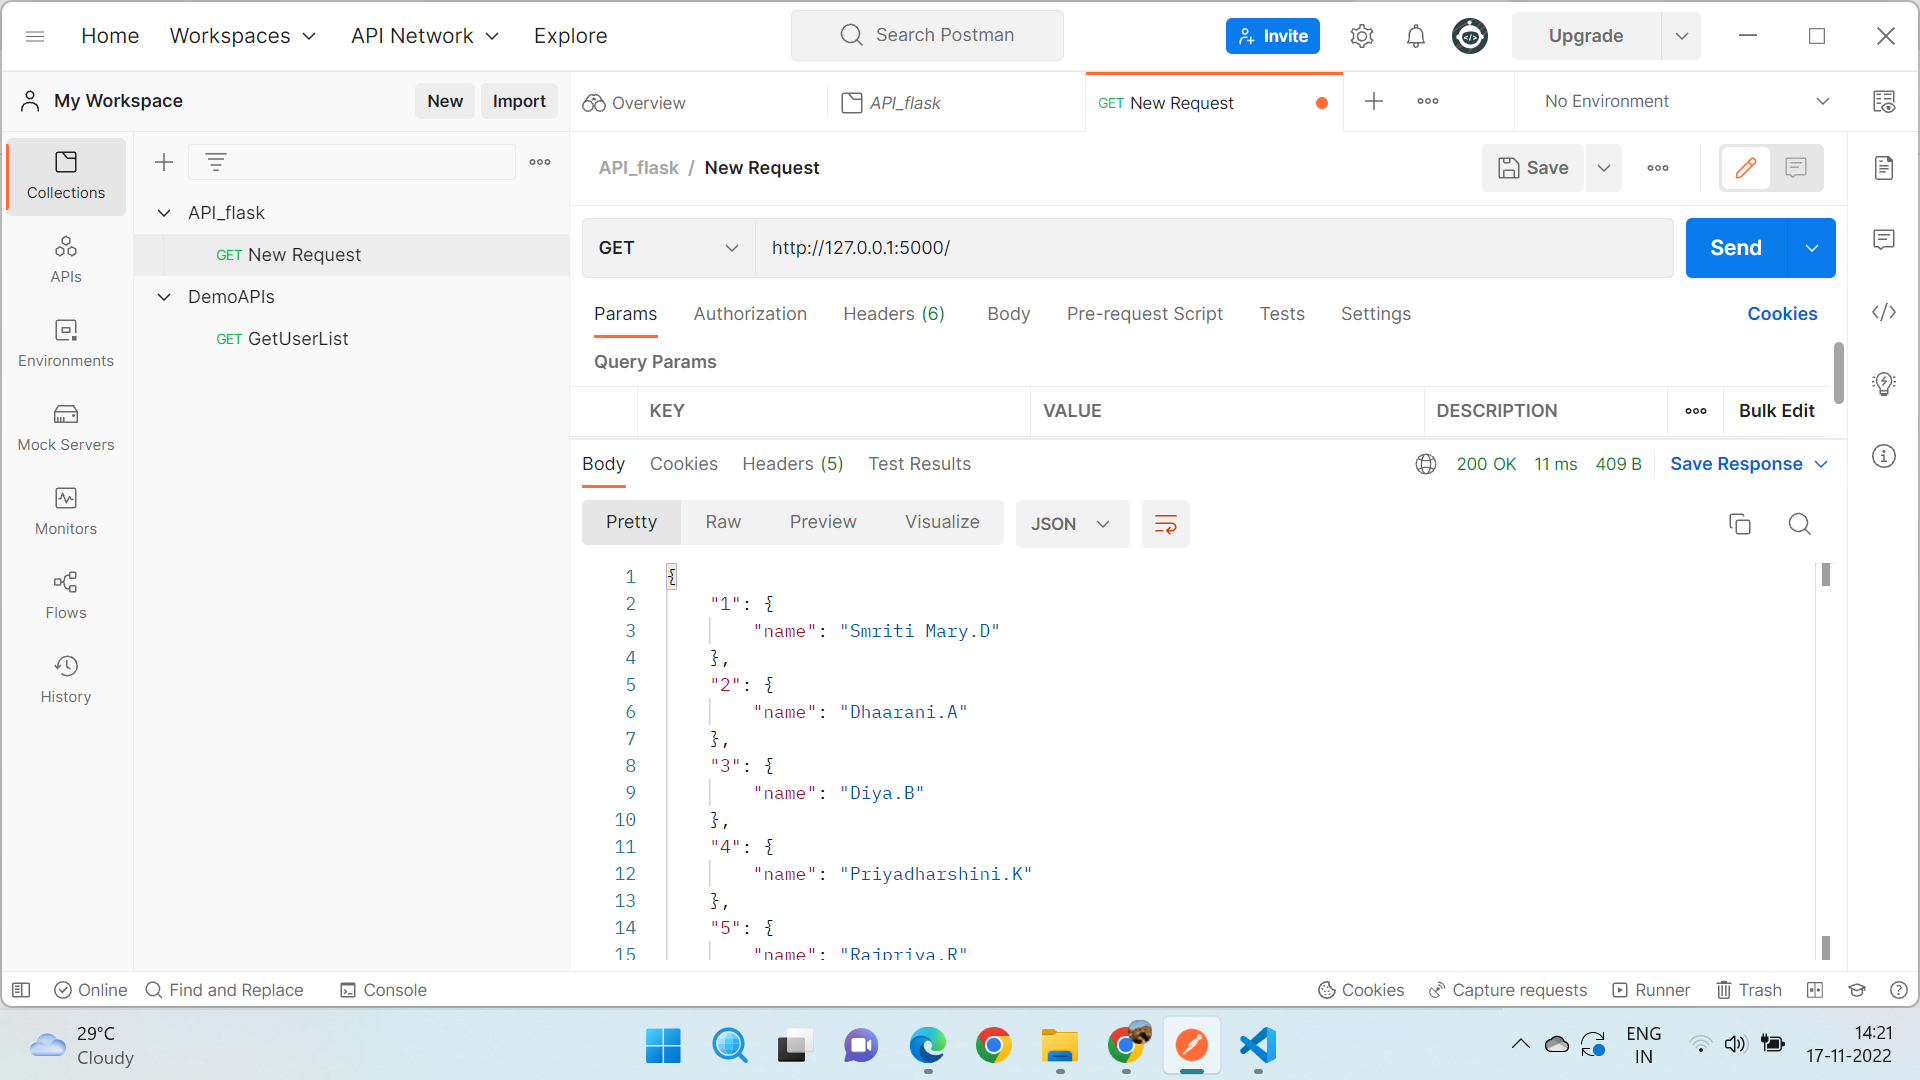 Home
Workspaces
API Network
Explore
Search Postman
Invite
Upgrade
My Workspace
New
Import
Overview
API_flask
GET New Request
No Environment
Collections
APIs
Environments
Mock Servers
Monitors
Flows
History
API_flask
GET New Request
DemoAPIs
GET GetUserList
API_flask / New Request
Save
GET
http://127.0.0.1:5000/
Send
Params
Authorization
Headers (6)
Body
Pre-request Script
Tests
Settings
Cookies
Query Params
KEY
VALUE
DESCRIPTION
Bulk Edit
Body
Cookies
Headers (5)
Test Results
200 OK
11 ms
409 B
Save Response
Pretty
Raw
Preview
Visualize
JSON
1 {
2 "1": {
3 "name": "Smriti Mary.D"
4 },
5 "2": {
6 "name": "Dhaarani.A"
7 },
8 "3": {
9 "name": "Diya.B"
10 },
11 "4": {
12 "name": "Priyadharshini.K"
13 },
14 "5": {
15 "name": "Rajpriya.R"
Online
Find and Replace
Console
Cookies
Capture requests
Runner
Trash
29°C
Cloudy
ENG
IN
14:21
17-11-2022